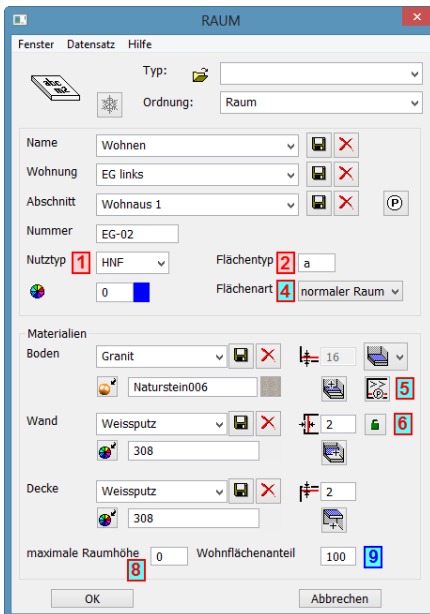 RAUM
Fenster Datensatz Hilfe
abc
m2
Typ:
Ordnung: Raum
Name Wohnen
Wohnung EG links
Abschnitt Wohnaus 1 P
Nummer EG-02
Nutztyp 1 HNF Flächentyp 2 a
0 Flächenart 4 normaler Raum
Materialien
Boden Granit 16
Naturstein006 >> P 5
Wand Weissputz 2 6
308
Decke Weissputz 2
308
maximale Raumhöhe 0 Wohnflächenanteil 100 9
8
OK Abbrechen